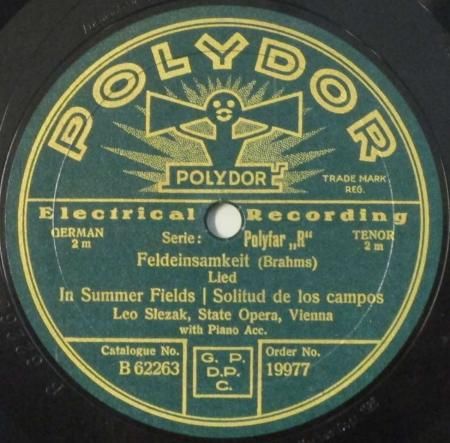 POLYDOR
POLYDOR
TRADE MARK
REG.
Electrical Recording
GERMAN
2 m
Serie: Polyfar „R"
TENOR
2 m
Feldeinsamkeit (Brahms)
Lied
In Summer Fields | Solitud de los campos
Leo Slezak, State Opera, Vienna
with Piano Acc.
Catalogue No.
B 62263
G. P.
D.P.
C.
Order No.
19977